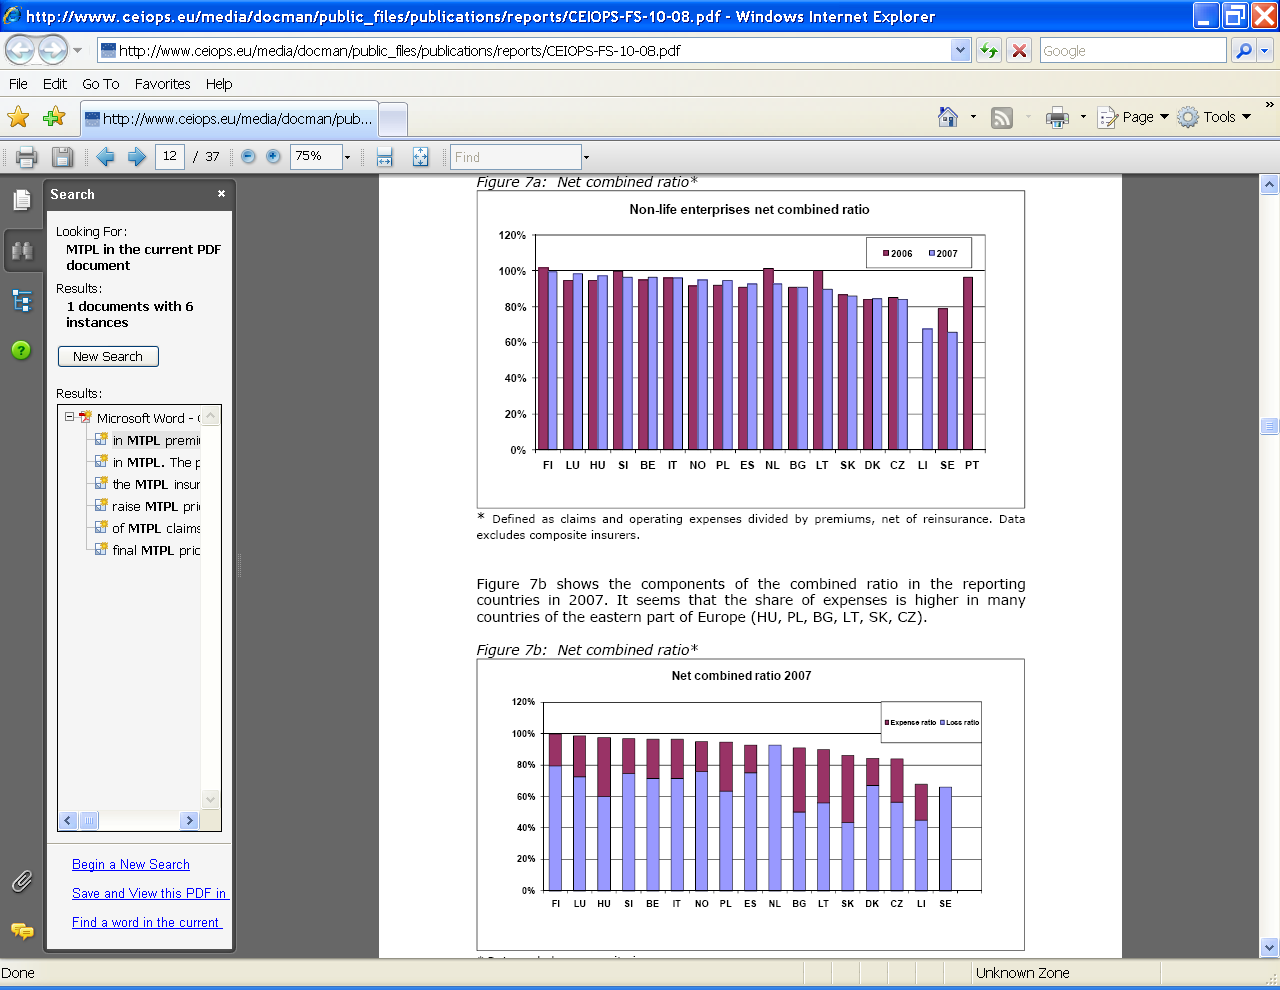 http://www.ceiops.eu/media/docman/public_files/publications/reports/CEIOPS-FS-10-08.pdf - Windows Internet Explorer
http://www.ceiops.eu/media/docman/public_files/publications/reports/CEIOPS-FS-10-08.pdf
Google
File Edit Go To Favorites Help
http://www.ceiops.eu/media/docman/pub...
Page Tools
12 / 37 75% Find
Search
Looking For:
MTPL in the current PDF
document
Results:
1 documents with 6
instances
New Search
Results:
Microsoft Word -
in MTPL premiu
in MTPL. The p
the MTPL insur
raise MTPL pri
of MTPL claims
final MTPL pric
Begin a New Search
Save and View this PDF in
Find a word in the current
Figure 7a: Net combined ratio*
Non-life enterprises net combined ratio
2006 2007
120%
100%
80%
60%
40%
20%
0%
FI LU HU SI BE IT NO PL ES NL BG LT SK DK CZ LI SE PT
* Defined as claims and operating expenses divided by premiums, net of reinsurance. Data
excludes composite insurers.
Figure 7b shows the components of the combined ratio in the reporting
countries in 2007. It seems that the share of expenses is higher in many
countries of the eastern part of Europe (HU, PL, BG, LT, SK, CZ).
Figure 7b: Net combined ratio*
Net combined ratio 2007
Expense ratio Loss ratio
120%
100%
80%
60%
40%
20%
0%
FI LU HU SI BE IT NO PL ES NL BG LT SK DK CZ LI SE
Done
Unknown Zone